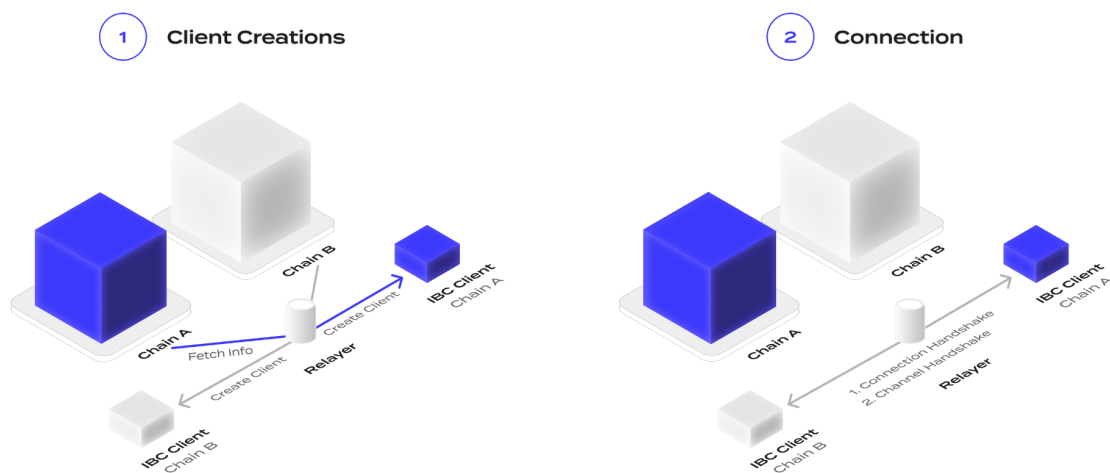 1
Client Creations
Chain B
IBC Client
Chain A
Create Client
Chain A
Fetch Info
Relayer
Create Client
IBC Client
Chain B
2
Connection
Chain B
IBC Client
Chain A
Chain A
1. Connection Handshake
2. Channel Handshake
Relayer
IBC Client
Chain B